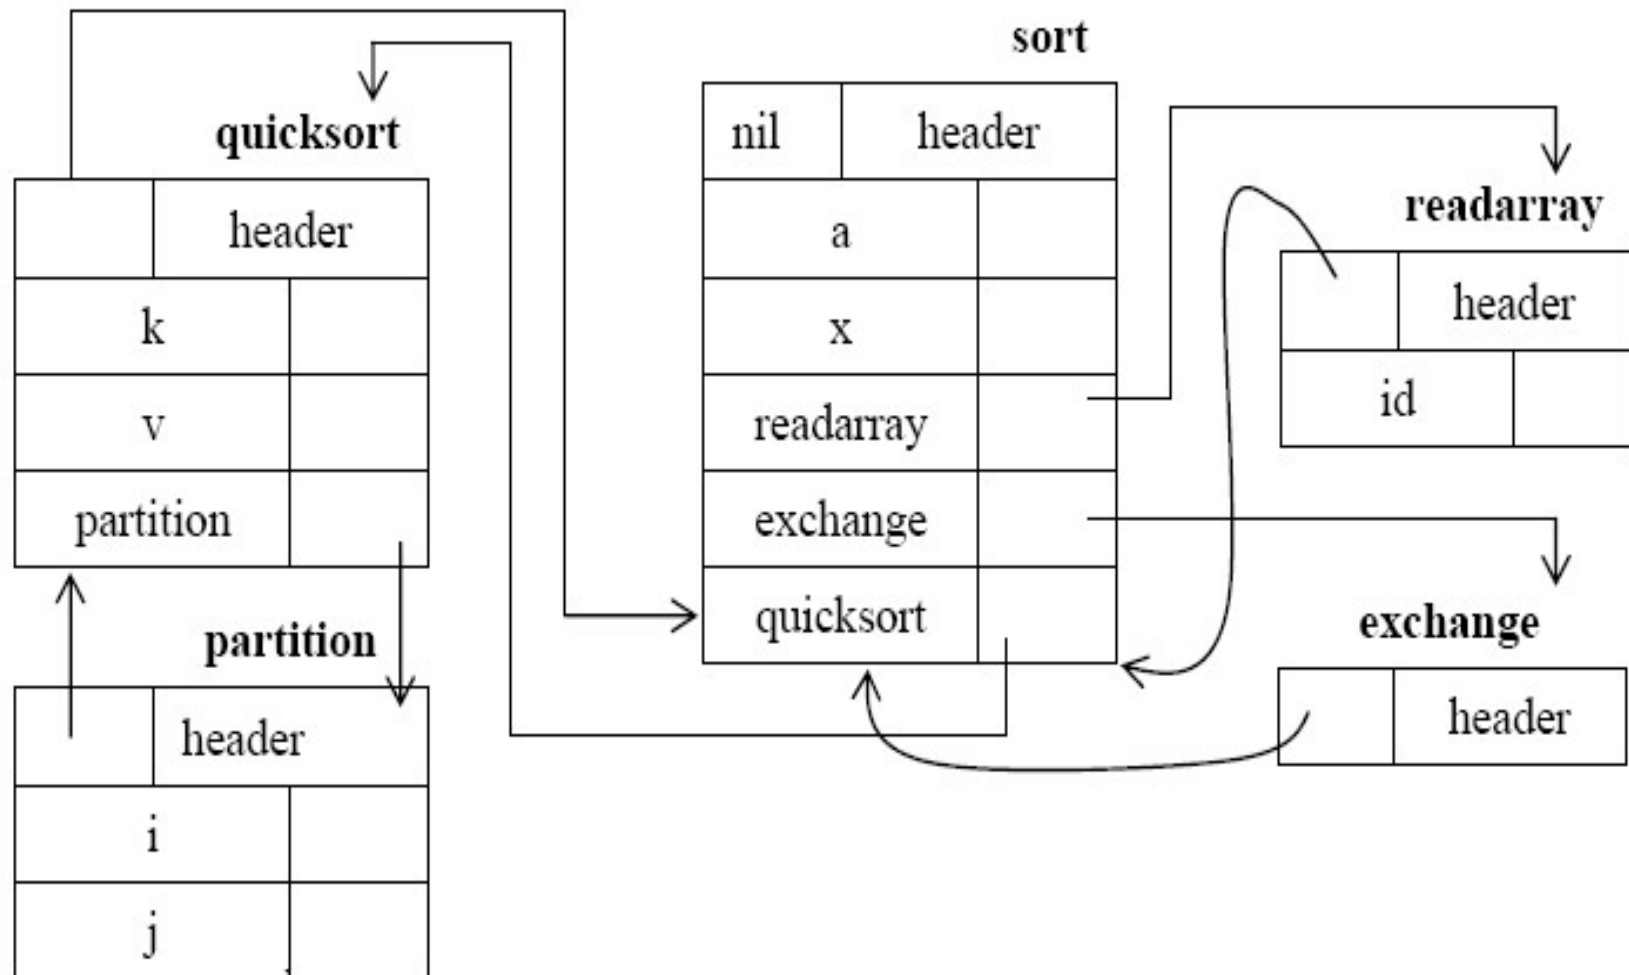 sort
nil header
a
x
readarray
exchange
quicksort
quicksort
header
k
v
partition
partition
header
i
j
readarray
header
id
exchange
header